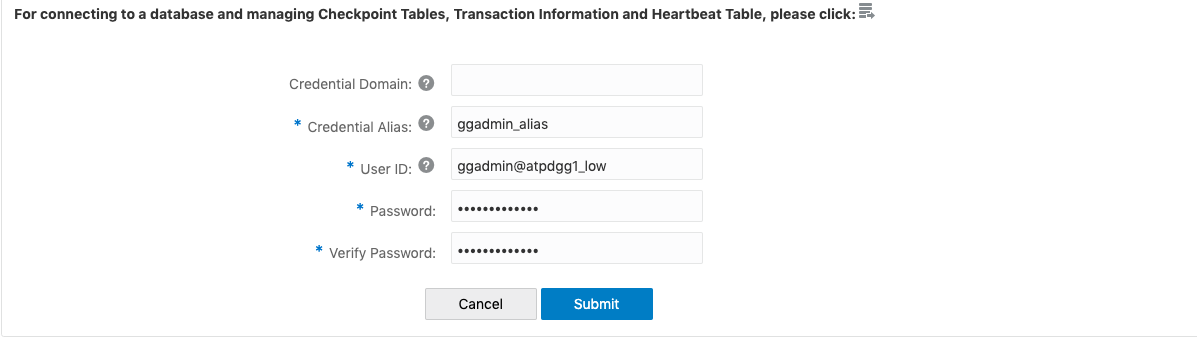 For connecting to a database and managing Checkpoint Tables, Transaction Information and Heartbeat Table, please click:
Credential Domain: ?
* Credential Alias: ? ggadmin_alias
* User ID: ? ggadmin@atpdgg1_low
* Password: •••••••••••••
* Verify Password: •••••••••••••
Cancel Submit